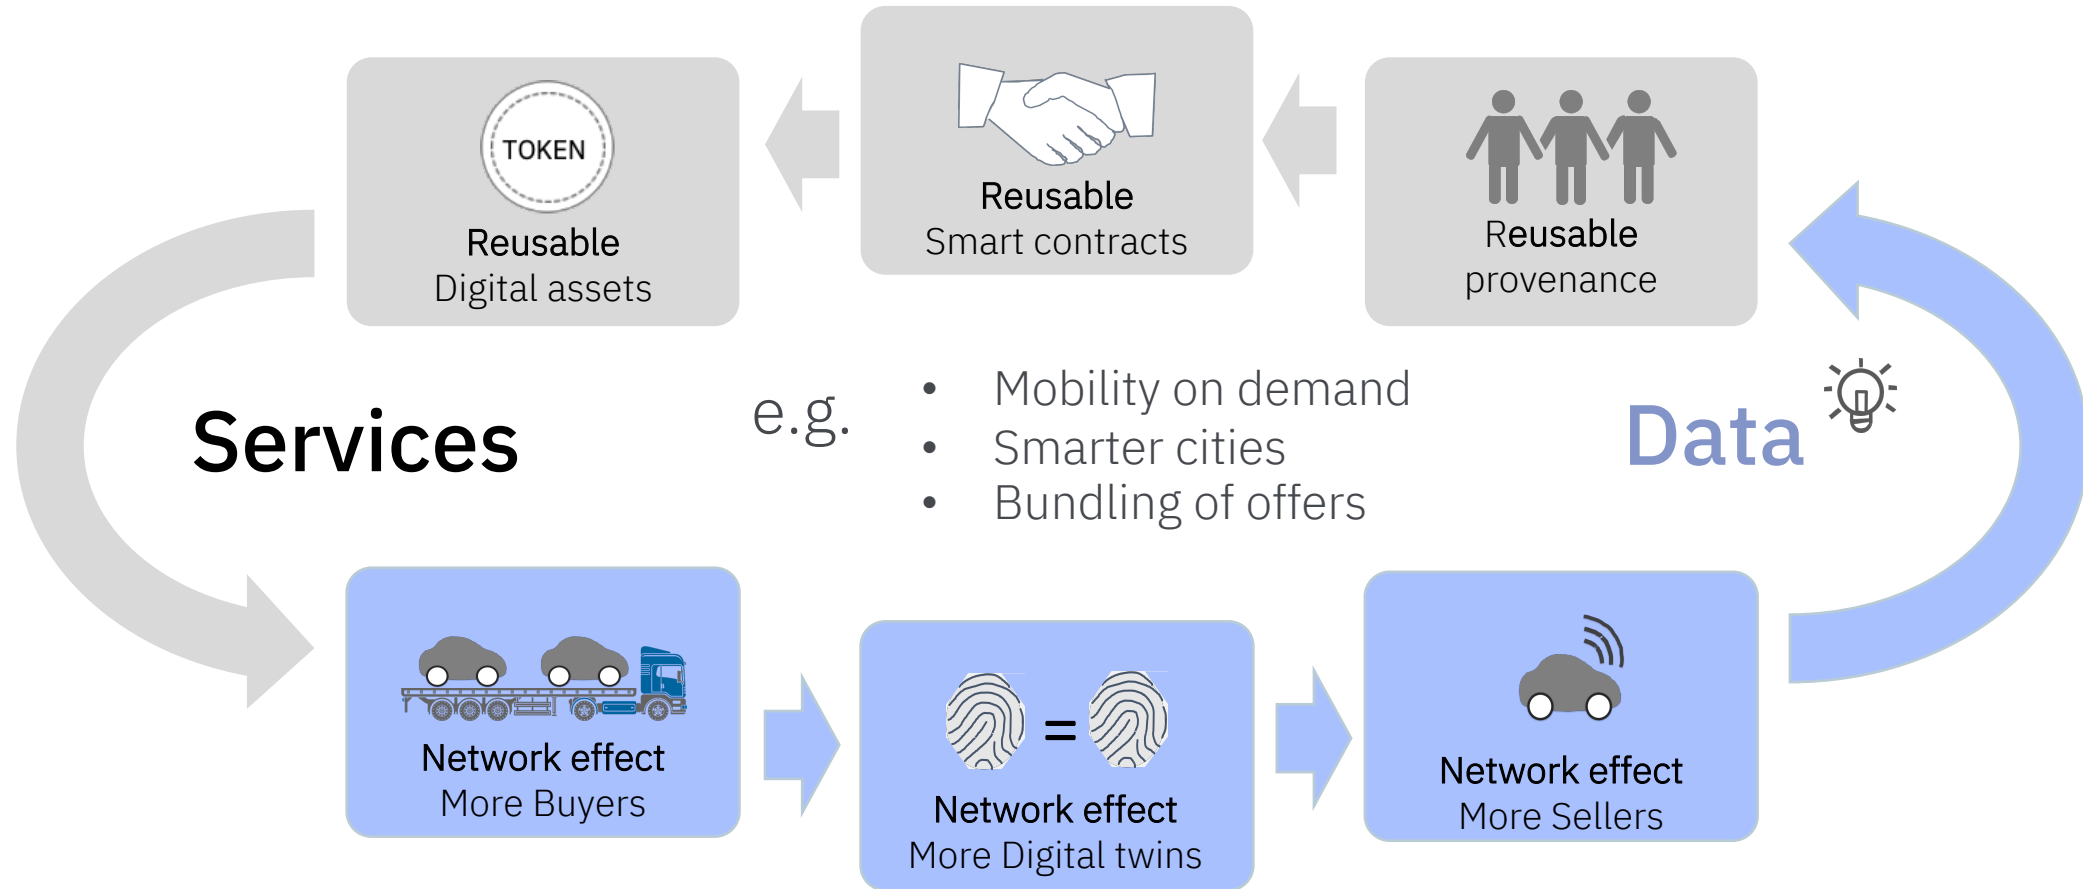 TOKEN
Reusable
Digital assets
Reusable
Smart contracts
Reusable
provenance
Services
e.g.
• Mobility on demand
• Smarter cities
• Bundling of offers
Data
Network effect
More Buyers
=
Network effect
More Digital twins
Network effect
More Sellers